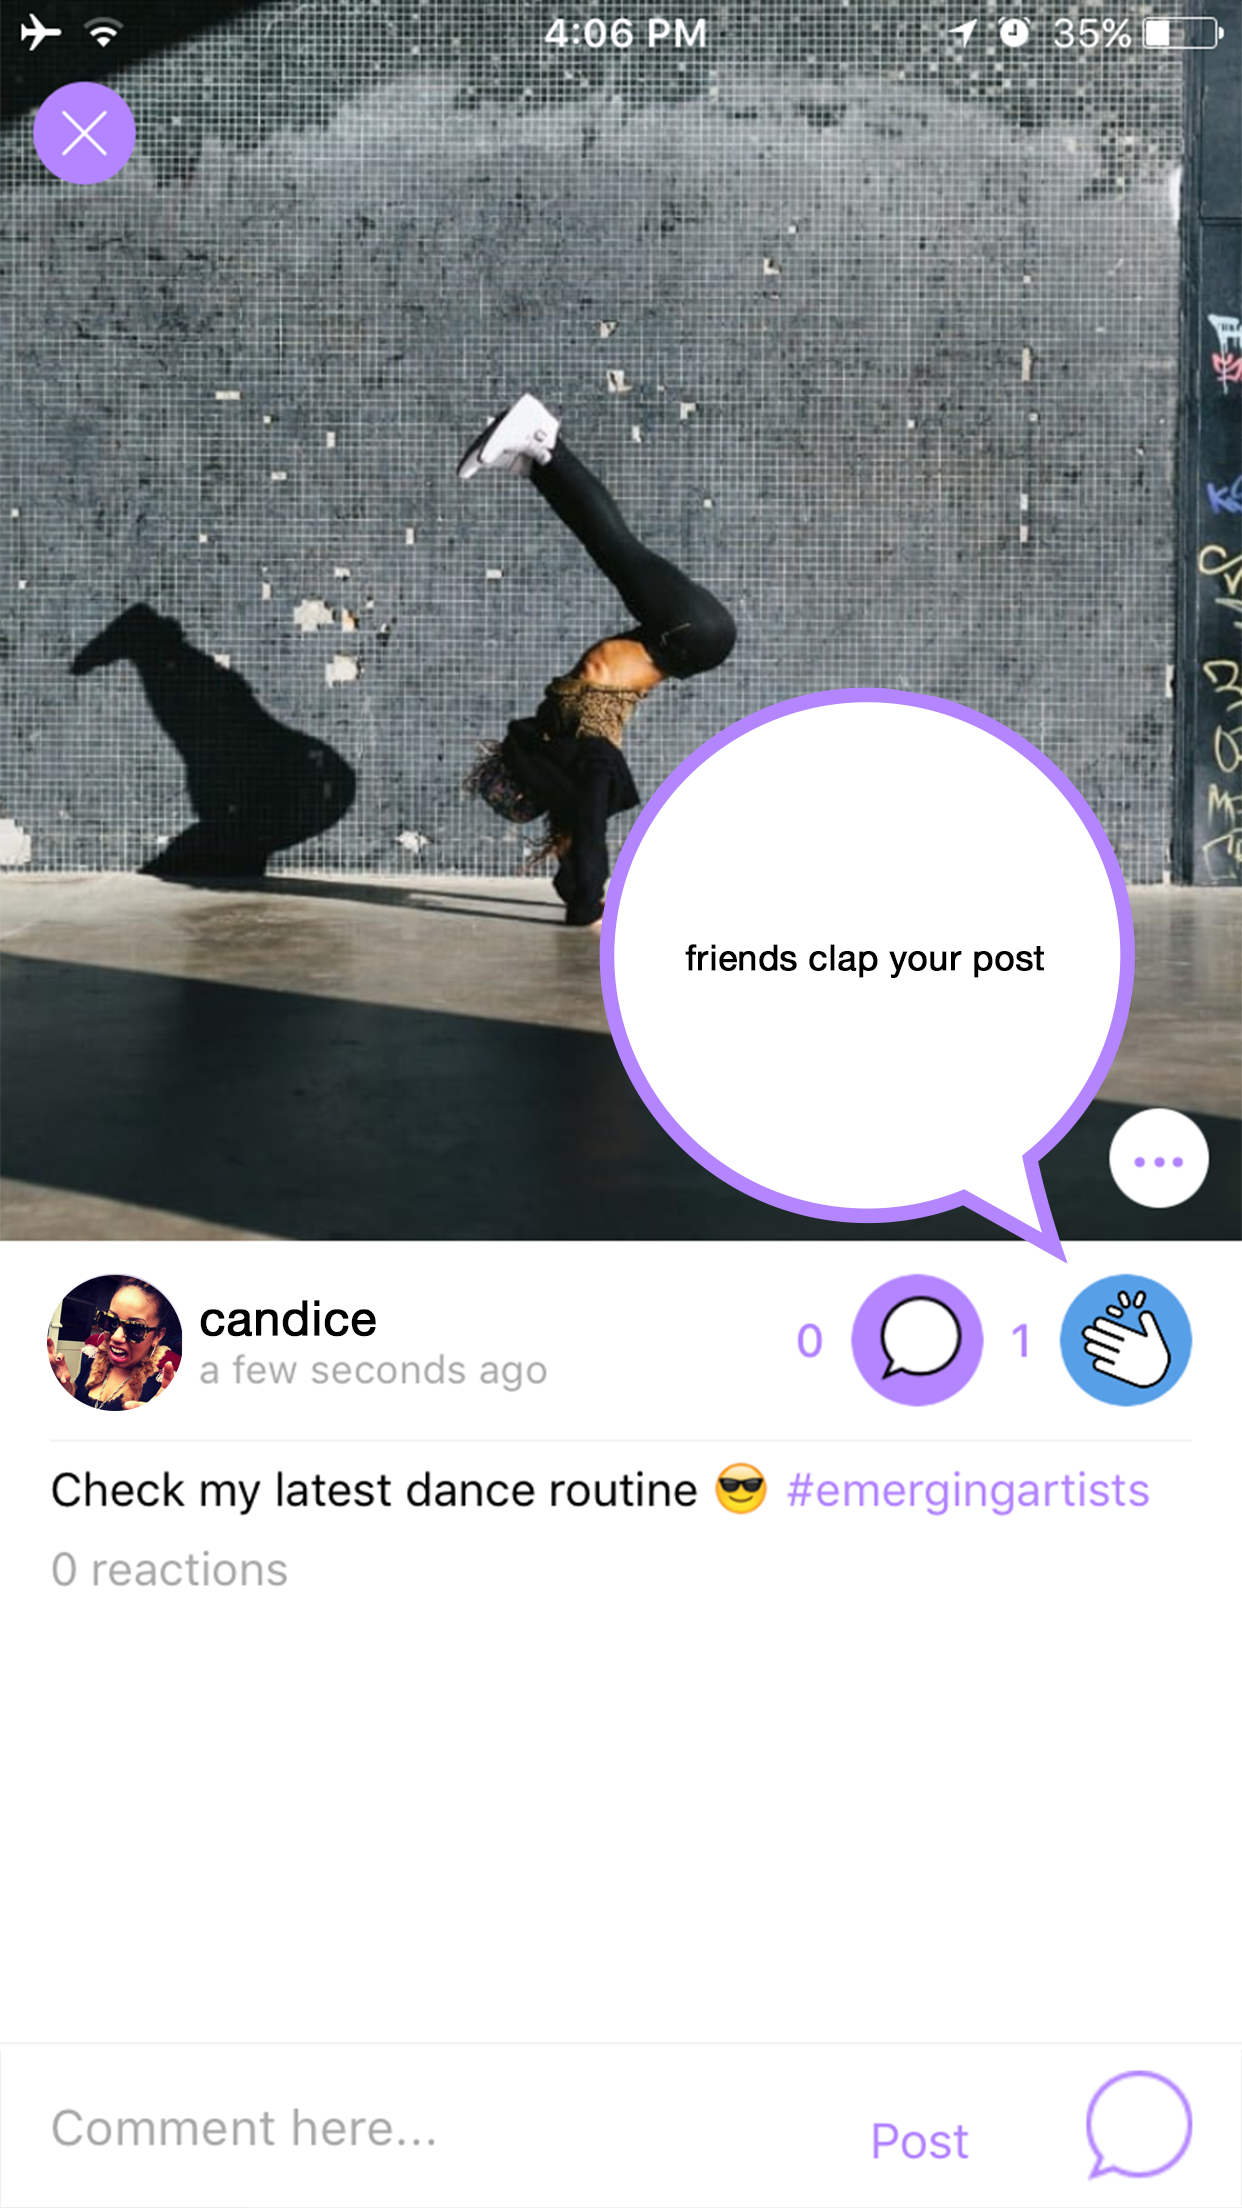 4:06 PM
35%
friends clap your post
candice
0
1
a few seconds ago
Check my latest dance routine 😎 #emergingartists
0 reactions
Comment here...
Post